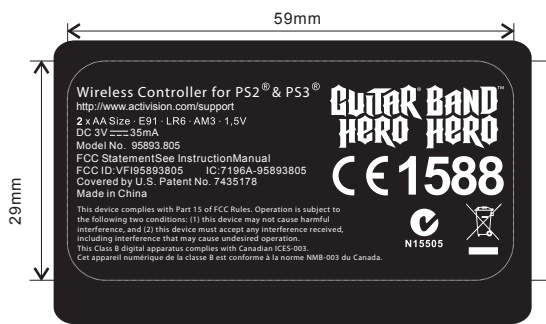 59mm
29mm
Wireless Controller for PS2® & PS3®
http://www.activision.com/support
2 x AA Size · E91 · LR6 · AM3 · 1,5V
DC 3V⎓35mA
Model No. 95893.805
FCC StatementSee InstructionManual
FCC ID:VFI95893805 IC:7196A-95893805
Covered by U.S. Patent No. 7435178
Made in China
This device complies with Part 15 of FCC Rules. Operation is subject to
the following two conditions: (1) this device may not cause harmful
interference, and (2) this device must accept any interference received,
including interference that may cause undesired operation.
This Class B digital apparatus complies with Canadian ICES-003.
Cet appareil numérique de la classe B est conforme à la norme NMB-003 du Canada.
GUITAR® HERO
BAND HERO™
CE 1588
N15505